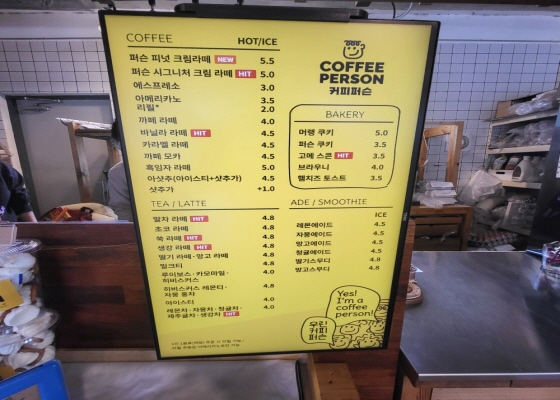 COFFEE HOT/ICE
퍼슨 피넛 크림라떼 NEW 5.5
퍼슨 시그니처 크림 라떼 HIT 5.0
에스프레소 3.0
아메리카노 3.5
리필* 2.0
까페 라떼 4.0
바닐라 라떼 HIT 4.5
카라멜 라떼 4.5
까페 모카 4.5
흑임자 라떼 5.0
아샷추(아이스티+샷추가) 4.5
샷추가 +1.0
TEA / LATTE
말차 라떼 HIT 4.8
초코 라떼 4.8
쑥 라떼 HIT 4.8
생강 라떼 HIT 4.8
딸기 라떼·망고 라떼 4.8
밀크티 4.8
루이보스·카모마일· 4.0
히비스커스
히비스커스 레몬티· 4.8
자몽 홍차
아이스티 4.0
레몬차·자몽차·청귤차· 4.0
제주귤차·생강차 HIT
COFFEE
PERSON
커피퍼슨
BAKERY
머랭 쿠키 5.0
퍼슨 쿠키 3.5
고메 스콘 HIT 3.5
브라우니 4.0
햄치즈 토스트 3.5
ADE / SMOOTHIE
ICE
레몬에이드 4.5
자몽에이드 4.5
망고에이드 4.5
청귤에이드 4.5
딸기스무디 4.8
망고스무디 4.8
Yes!
I'm a
coffee
person!
우린
커피
퍼슨